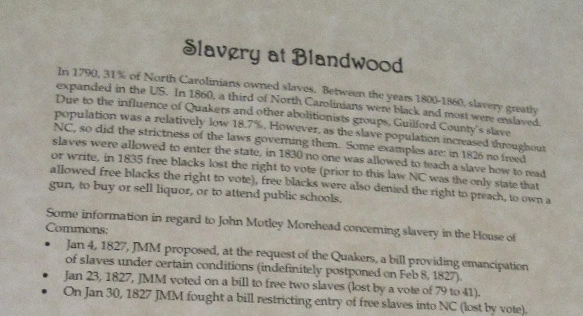 Slavery at Blandwood
In 1790, 31% of North Carolinians owned slaves. Between the years 1800-1860, slavery greatly
expanded in the US. In 1860, a third of North Carolinians were black and most were enslaved.
Due to the influence of Quakers and other abolitionists groups, Guilford County's slave
population was a relatively low 18.7%. However, as the slave population increased throughout
NC, so did the strictness of the laws governing them. Some examples are: in 1826 no freed
slaves were allowed to enter the state, in 1830 no one was allowed to teach a slave how to read
or write, in 1835 free blacks lost the right to vote (prior to this law NC was the only state that
allowed free blacks the right to vote), free blacks were also denied the right to preach, to own a
gun, to buy or sell liquor, or to attend public schools.
Some information in regard to John Motley Morehead concerning slavery in the House of
Commons:
• Jan 4, 1827, JMM proposed, at the request of the Quakers, a bill providing emancipation
of slaves under certain conditions (indefinitely postponed on Feb 8, 1827).
• Jan 23, 1827, JMM voted on a bill to free two slaves (lost by a vote of 79 to 41).
• On Jan 30, 1827 JMM fought a bill restricting entry of free slaves into NC (lost by vote).